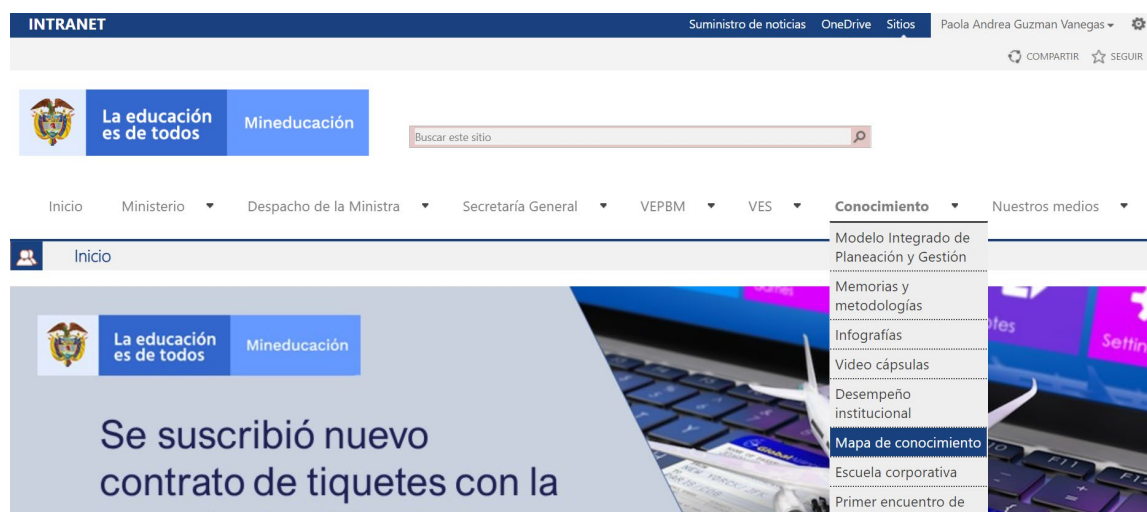 INTRANET Suministro de noticias OneDrive Sitios Paola Andrea Guzman Vanegas
COMPARTIR SEGUIR
La educación
es de todos
Mineducación
Buscar este sitio
Inicio Ministerio Despacho de la Ministra Secretaría General VEPBM VES Conocimiento Nuestros medios
Inicio
Modelo Integrado de
Planeación y Gestión
Memorias y
metodologías
Infografías
Video cápsulas
Desempeño
institucional
Mapa de conocimiento
Escuela corporativa
Primer encuentro de
La educación
es de todos
Mineducación
Se suscribió nuevo
contrato de tiquetes con la
Games
Settin
F11